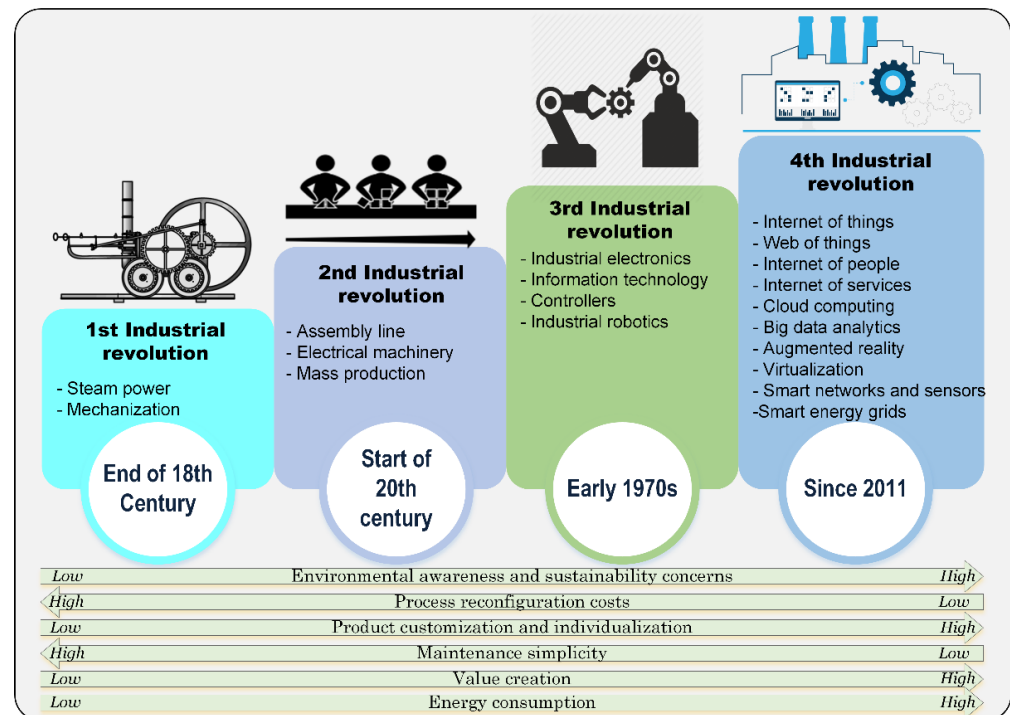 1st Industrial
revolution
- Steam power
- Mechanization
End of 18th
Century
2nd Industrial
revolution
- Assembly line
- Electrical machinery
- Mass production
Start of
20th
century
3rd Industrial
revolution
- Industrial electronics
- Information technology
- Controllers
- Industrial robotics
Early 1970s
4th Industrial
revolution
- Internet of things
- Web of things
- Internet of people
- Internet of services
- Cloud computing
- Big data analytics
- Augmented reality
- Virtualization
- Smart networks and sensors
-Smart energy grids
Since 2011
Low Environmental awareness and sustainability concerns High
High Process reconfiguration costs Low
Low Product customization and individualization High
High Maintenance simplicity Low
Low Value creation High
Low Energy consumption High